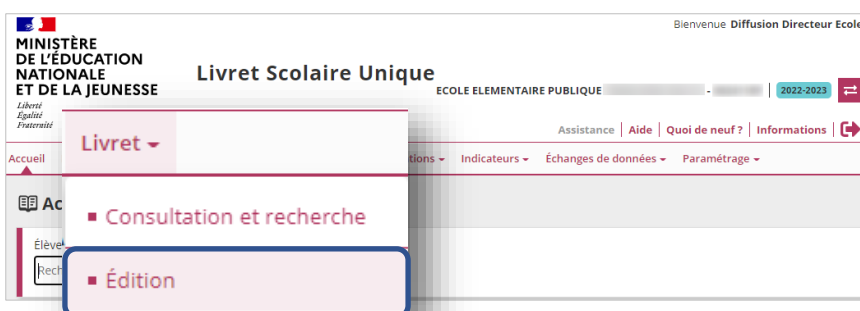 Bienvenue Diffusion Directeur Ecole
MINISTÈRE
DE L'ÉDUCATION
NATIONALE
ET DE LA JEUNESSE
Liberté
Égalité
Fraternité
Livret Scolaire Unique
ECOLE ELEMENTAIRE PUBLIQUE - - | 2022-2023
Assistance | Aide | Quoi de neuf ? | Informations
Accueil tions Indicateurs Échanges de données Paramétrage
Livret
Ac
Consultation et recherche
Élève
Rech
Édition